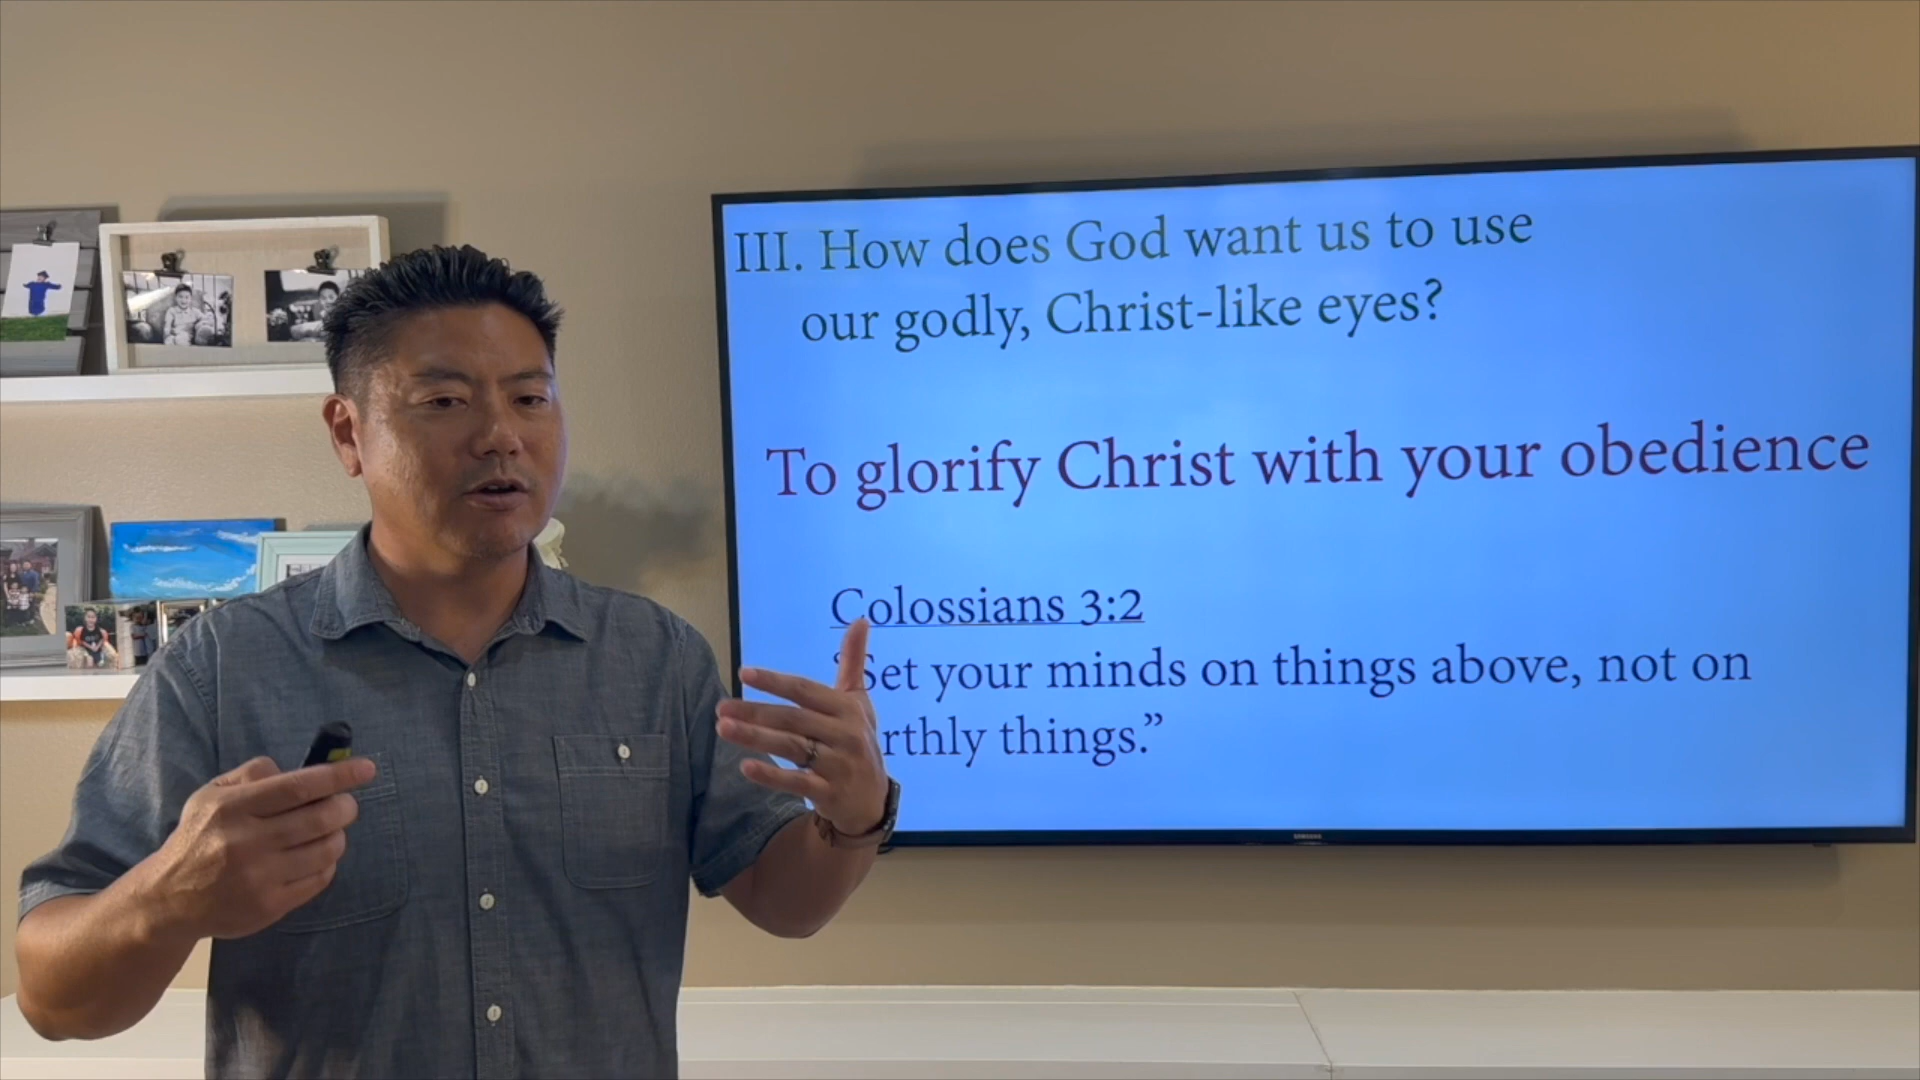 III. How does God want us to use
our godly, Christ-like eyes?
To glorify Christ with your obedience
Colossians 3:2
“Set your minds on things above, not on
rthly things.”
SAMSUNG